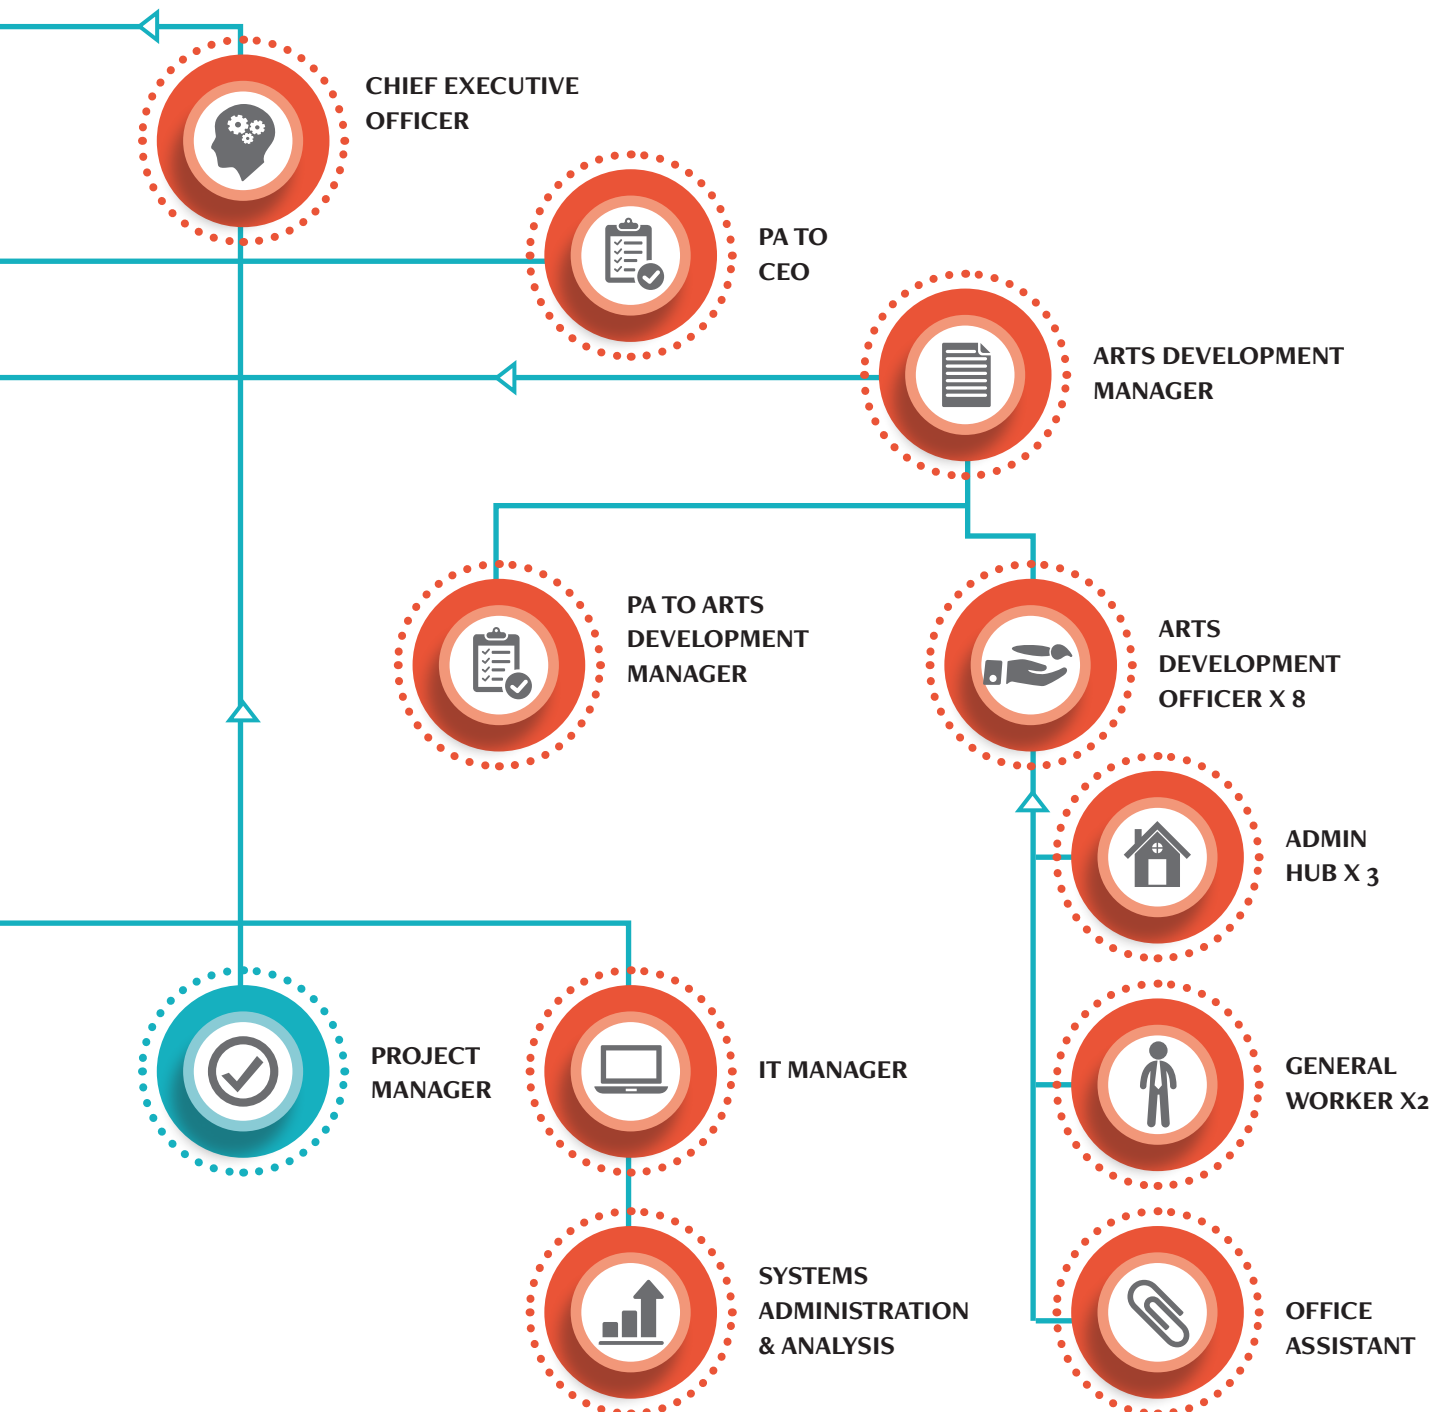 CHIEF EXECUTIVE
OFFICER
PA TO
CEO
ARTS DEVELOPMENT
MANAGER
PA TO ARTS
DEVELOPMENT
MANAGER
ARTS
DEVELOPMENT
OFFICER X 8
ADMIN
HUB X 3
PROJECT
MANAGER
IT MANAGER
GENERAL
WORKER X2
SYSTEMS
ADMINISTRATION
& ANALYSIS
OFFICE
ASSISTANT